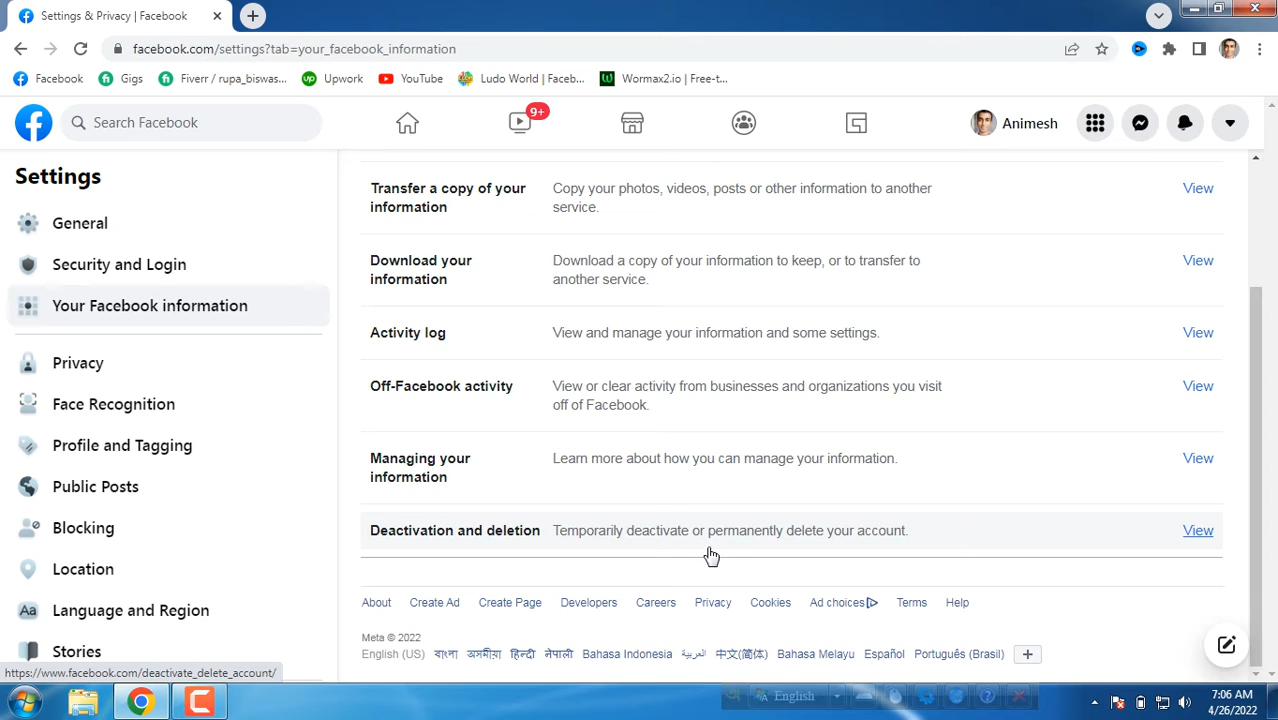 Settings & Privacy | Facebook
facebook.com/settings?tab=your_facebook_information
Facebook
Gigs
Fiverr / rupa_biswas...
Upwork
YouTube
Ludo World | Faceb...
Wormax2.io | Free-t...
Search Facebook
9+
Animesh
Settings
General
Security and Login
Your Facebook information
Privacy
Face Recognition
Profile and Tagging
Public Posts
Blocking
Location
Aa Language and Region
Stories
Transfer a copy of your information
Copy your photos, videos, posts or other information to another service.
View
Download your information
Download a copy of your information to keep, or to transfer to another service.
View
Activity log
View and manage your information and some settings.
View
Off-Facebook activity
View or clear activity from businesses and organizations you visit off of Facebook.
View
Managing your information
Learn more about how you can manage your information.
View
Deactivation and deletion
Temporarily deactivate or permanently delete your account.
View
About Create Ad Create Page Developers Careers Privacy Cookies Ad choices Terms Help
Meta © 2022
English (US) বাংলা অসমীয়া हिन्दी नेपाली Bahasa Indonesia العربية 中文(简体) Bahasa Melayu Español Português (Brasil)
https://www.facebook.com/deactivate_delete_account/
English
7:06 AM
4/26/2022